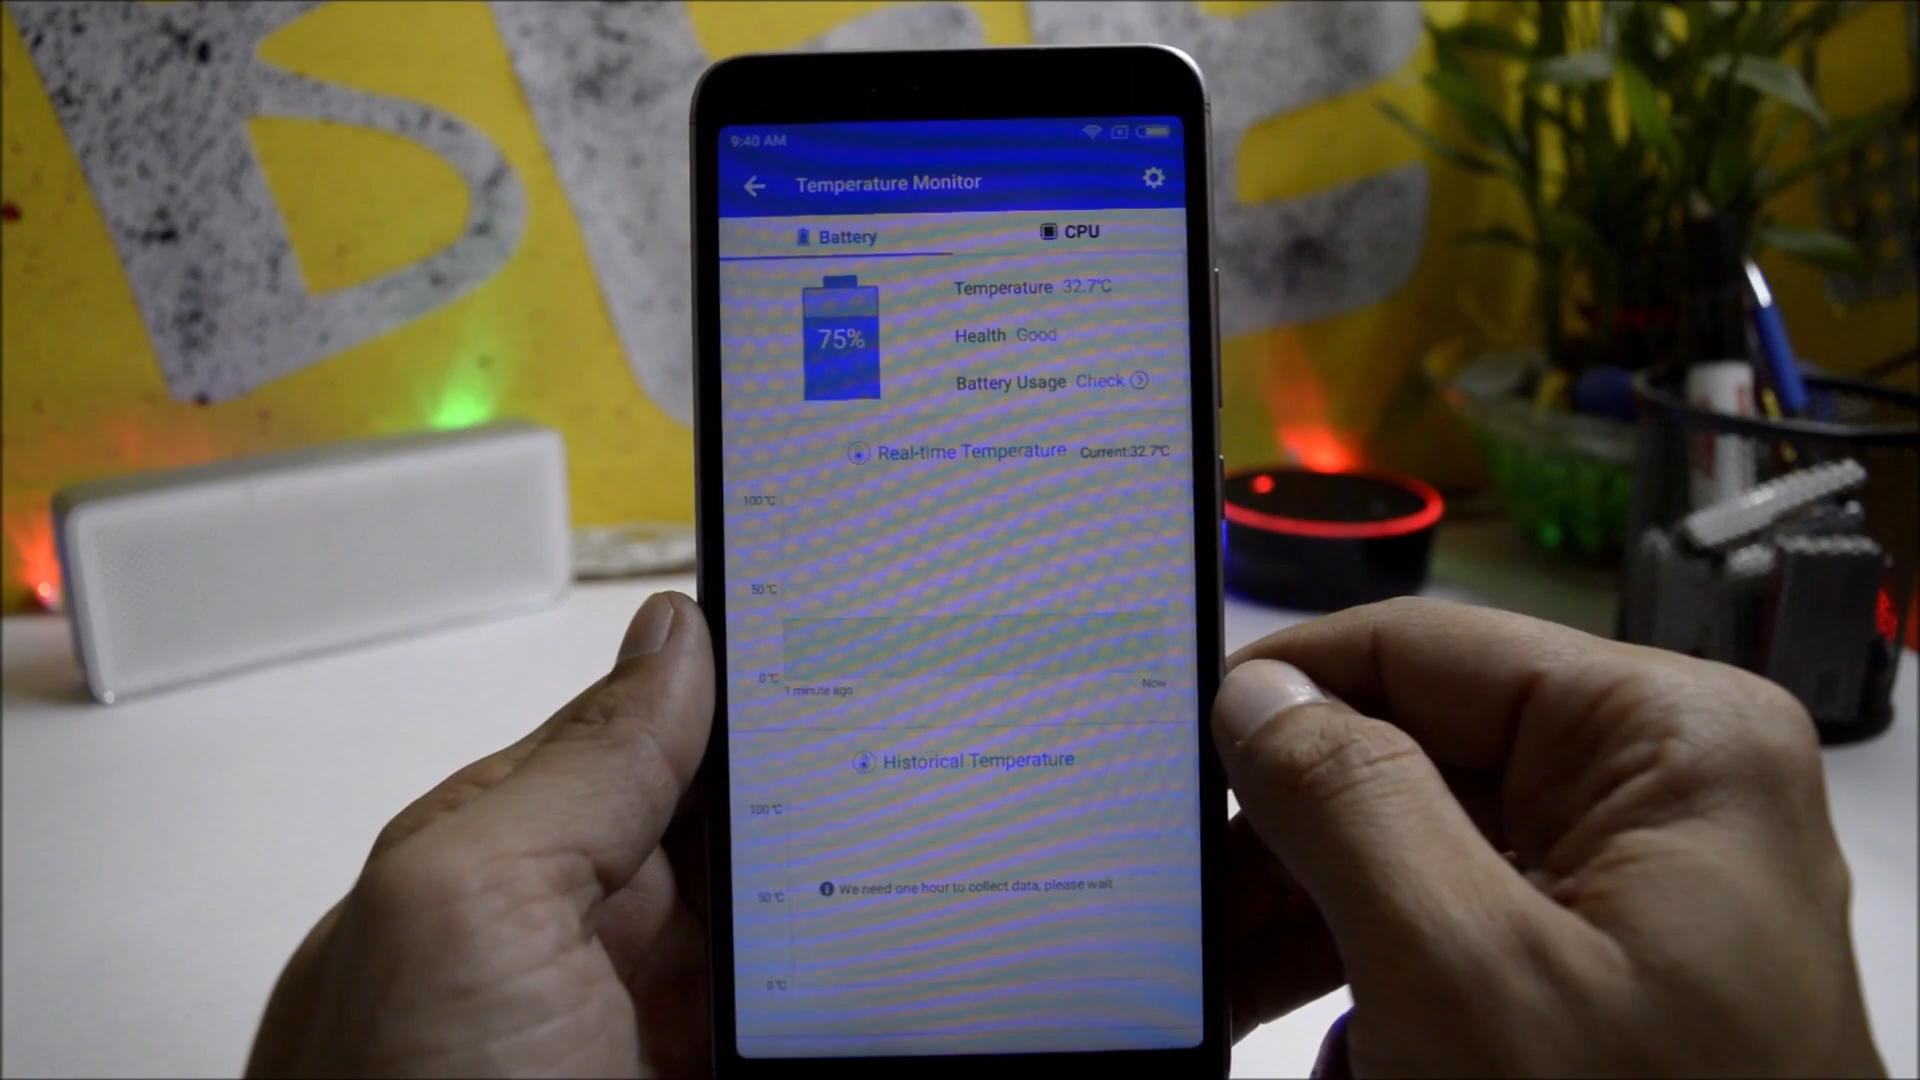 9:40 AM
Temperature Monitor
Battery
CPU
75%
Temperature 32.7℃
Health Good
Battery Usage Check
Real-time Temperature Current:32.7℃
100℃
50℃
0℃
1 minute ago
Now
Historical Temperature
100℃
We need one hour to collect data, please wait
50℃
0℃